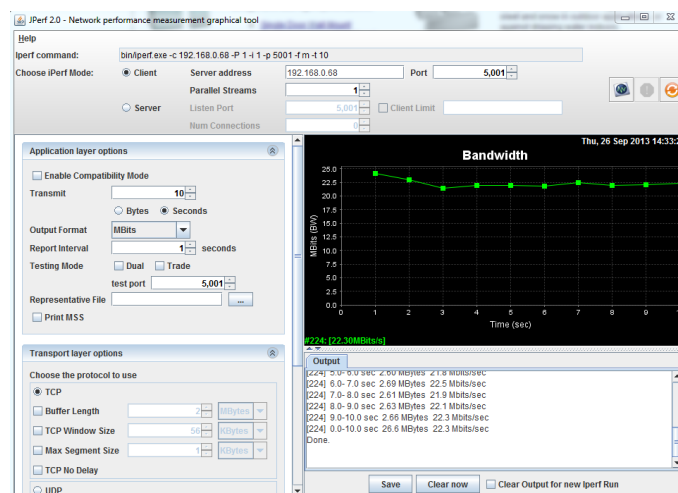 JPerf 2.0 - Network performance measurement graphical tool
Help
Iperf command: bin/iperf.exe -c 192.168.0.68 -P 1 -i 1 -p 5001 -f m -t 10
Choose iPerf Mode: Client Server address 192.168.0.68 Port 5,001
Parallel Streams 1
Server Listen Port 5,001 Client Limit
Num Connections 0
Application layer options
Enable Compatibility Mode
Transmit 10
Bytes Seconds
Output Format MBits
Report Interval 1 seconds
Testing Mode Dual Trade
test port 5,001
Representative File ...
Print MSS
Transport layer options
Choose the protocol to use
TCP
Buffer Length 2 MBytes
TCP Window Size 56 KBytes
Max Segment Size 1 KBytes
TCP No Delay
UDP
Thu, 26 Sep 2013 14:33:2
Bandwidth
MBits (BW)
25.0
22.5
20.0
17.5
15.0
12.5
10.0
7.5
5.0
2.5
0.0
0 1 2 3 4 5 6 7 8 9
Time (sec)
#224: [22.30MBits/s]
Output
[224] 5.0- 6.0 sec 2.60 MBytes 21.8 Mbits/sec
[224] 6.0- 7.0 sec 2.69 MBytes 22.5 Mbits/sec
[224] 7.0- 8.0 sec 2.61 MBytes 21.9 Mbits/sec
[224] 8.0- 9.0 sec 2.63 MBytes 22.1 Mbits/sec
[224] 9.0-10.0 sec 2.66 MBytes 22.3 Mbits/sec
[224] 0.0-10.0 sec 26.6 MBytes 22.3 Mbits/sec
Done.
Save Clear now Clear Output for new Iperf Run